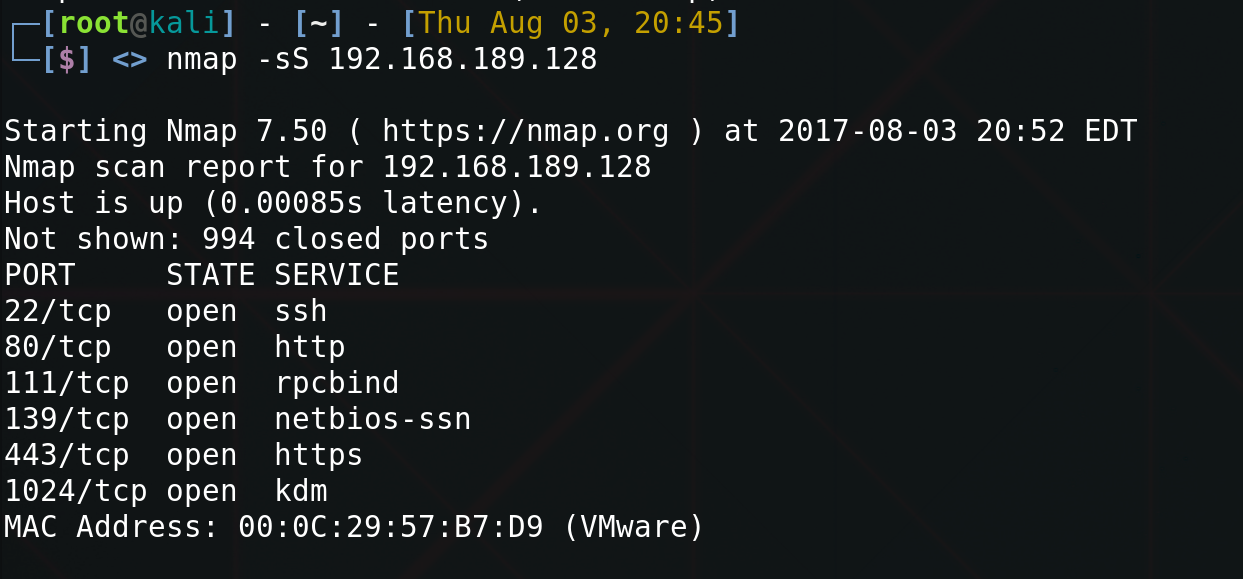 [root@kali] - [~] - [Thu Aug 03, 20:45]
[$] <> nmap -sS 192.168.189.128
Starting Nmap 7.50 ( https://nmap.org ) at 2017-08-03 20:52 EDT
Nmap scan report for 192.168.189.128
Host is up (0.00085s latency).
Not shown: 994 closed ports
PORT     STATE SERVICE
22/tcp   open  ssh
80/tcp   open  http
111/tcp  open  rpcbind
139/tcp  open  netbios-ssn
443/tcp  open  https
1024/tcp open  kdm
MAC Address: 00:0C:29:57:B7:D9 (VMware)